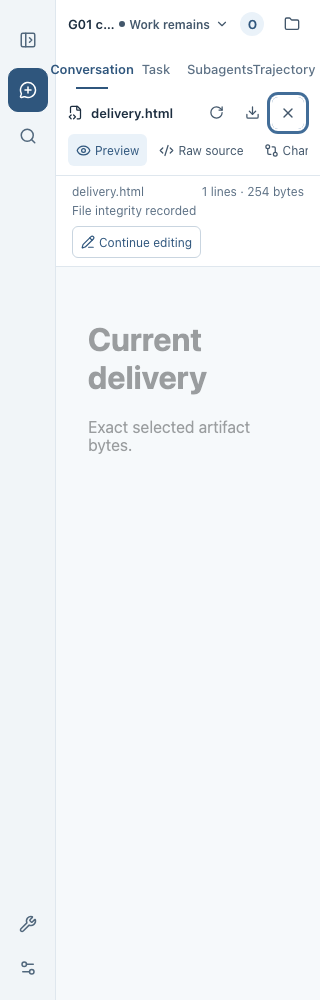 G01 c... • Work remains O
Conversation Task Subagents Trajectory
delivery.html
Preview Raw source Char
delivery.html 1 lines · 254 bytes
File integrity recorded
Continue editing
Current
delivery
Exact selected artifact
bytes.